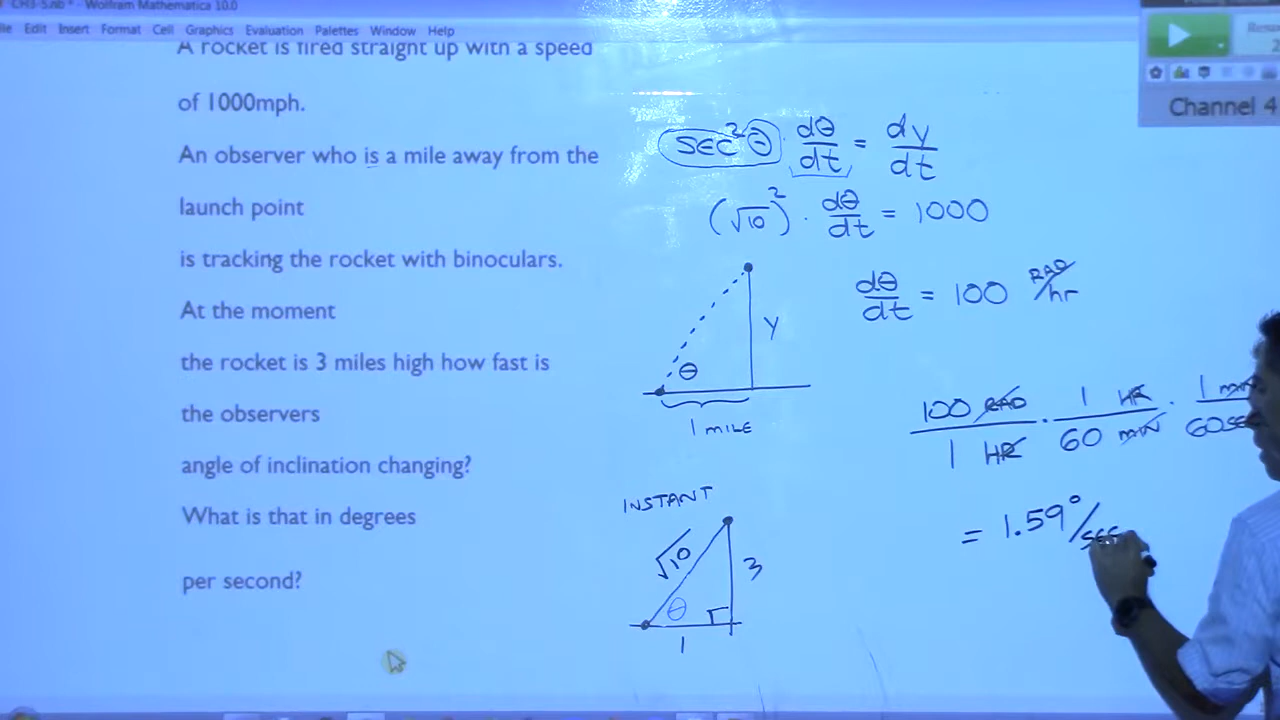 CH3-5.nb * - Wolfram Mathematica 10.0
Edit Insert Format Cell Graphics Evaluation Palettes Window Help
A rocket is fired straight up with a speed
of 1000mph.
An observer who is a mile away from the
launch point
is tracking the rocket with binoculars.
At the moment
the rocket is 3 miles high how fast is
the observers
angle of inclination changing?
What is that in degrees
per second?
SEC² θ · dθ/dt = dy/dt
(√10)² · dθ/dt = 1000
dθ/dt = 100 RAD/hr
y
θ
1 MILE
100 RAD/1 HR · 1 HR/60 MIN · 1 MIN/60 SE
= 1.59°/SEC
INSTANT
√10
3
θ
1
Channel 4